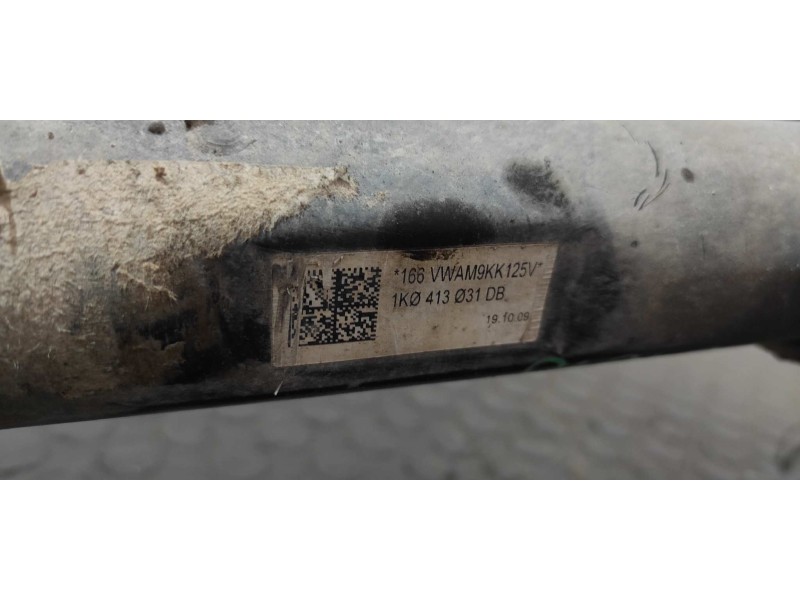 *166 VWAM9KK125V*
1KØ 413 Ø31 DB
19.10.09